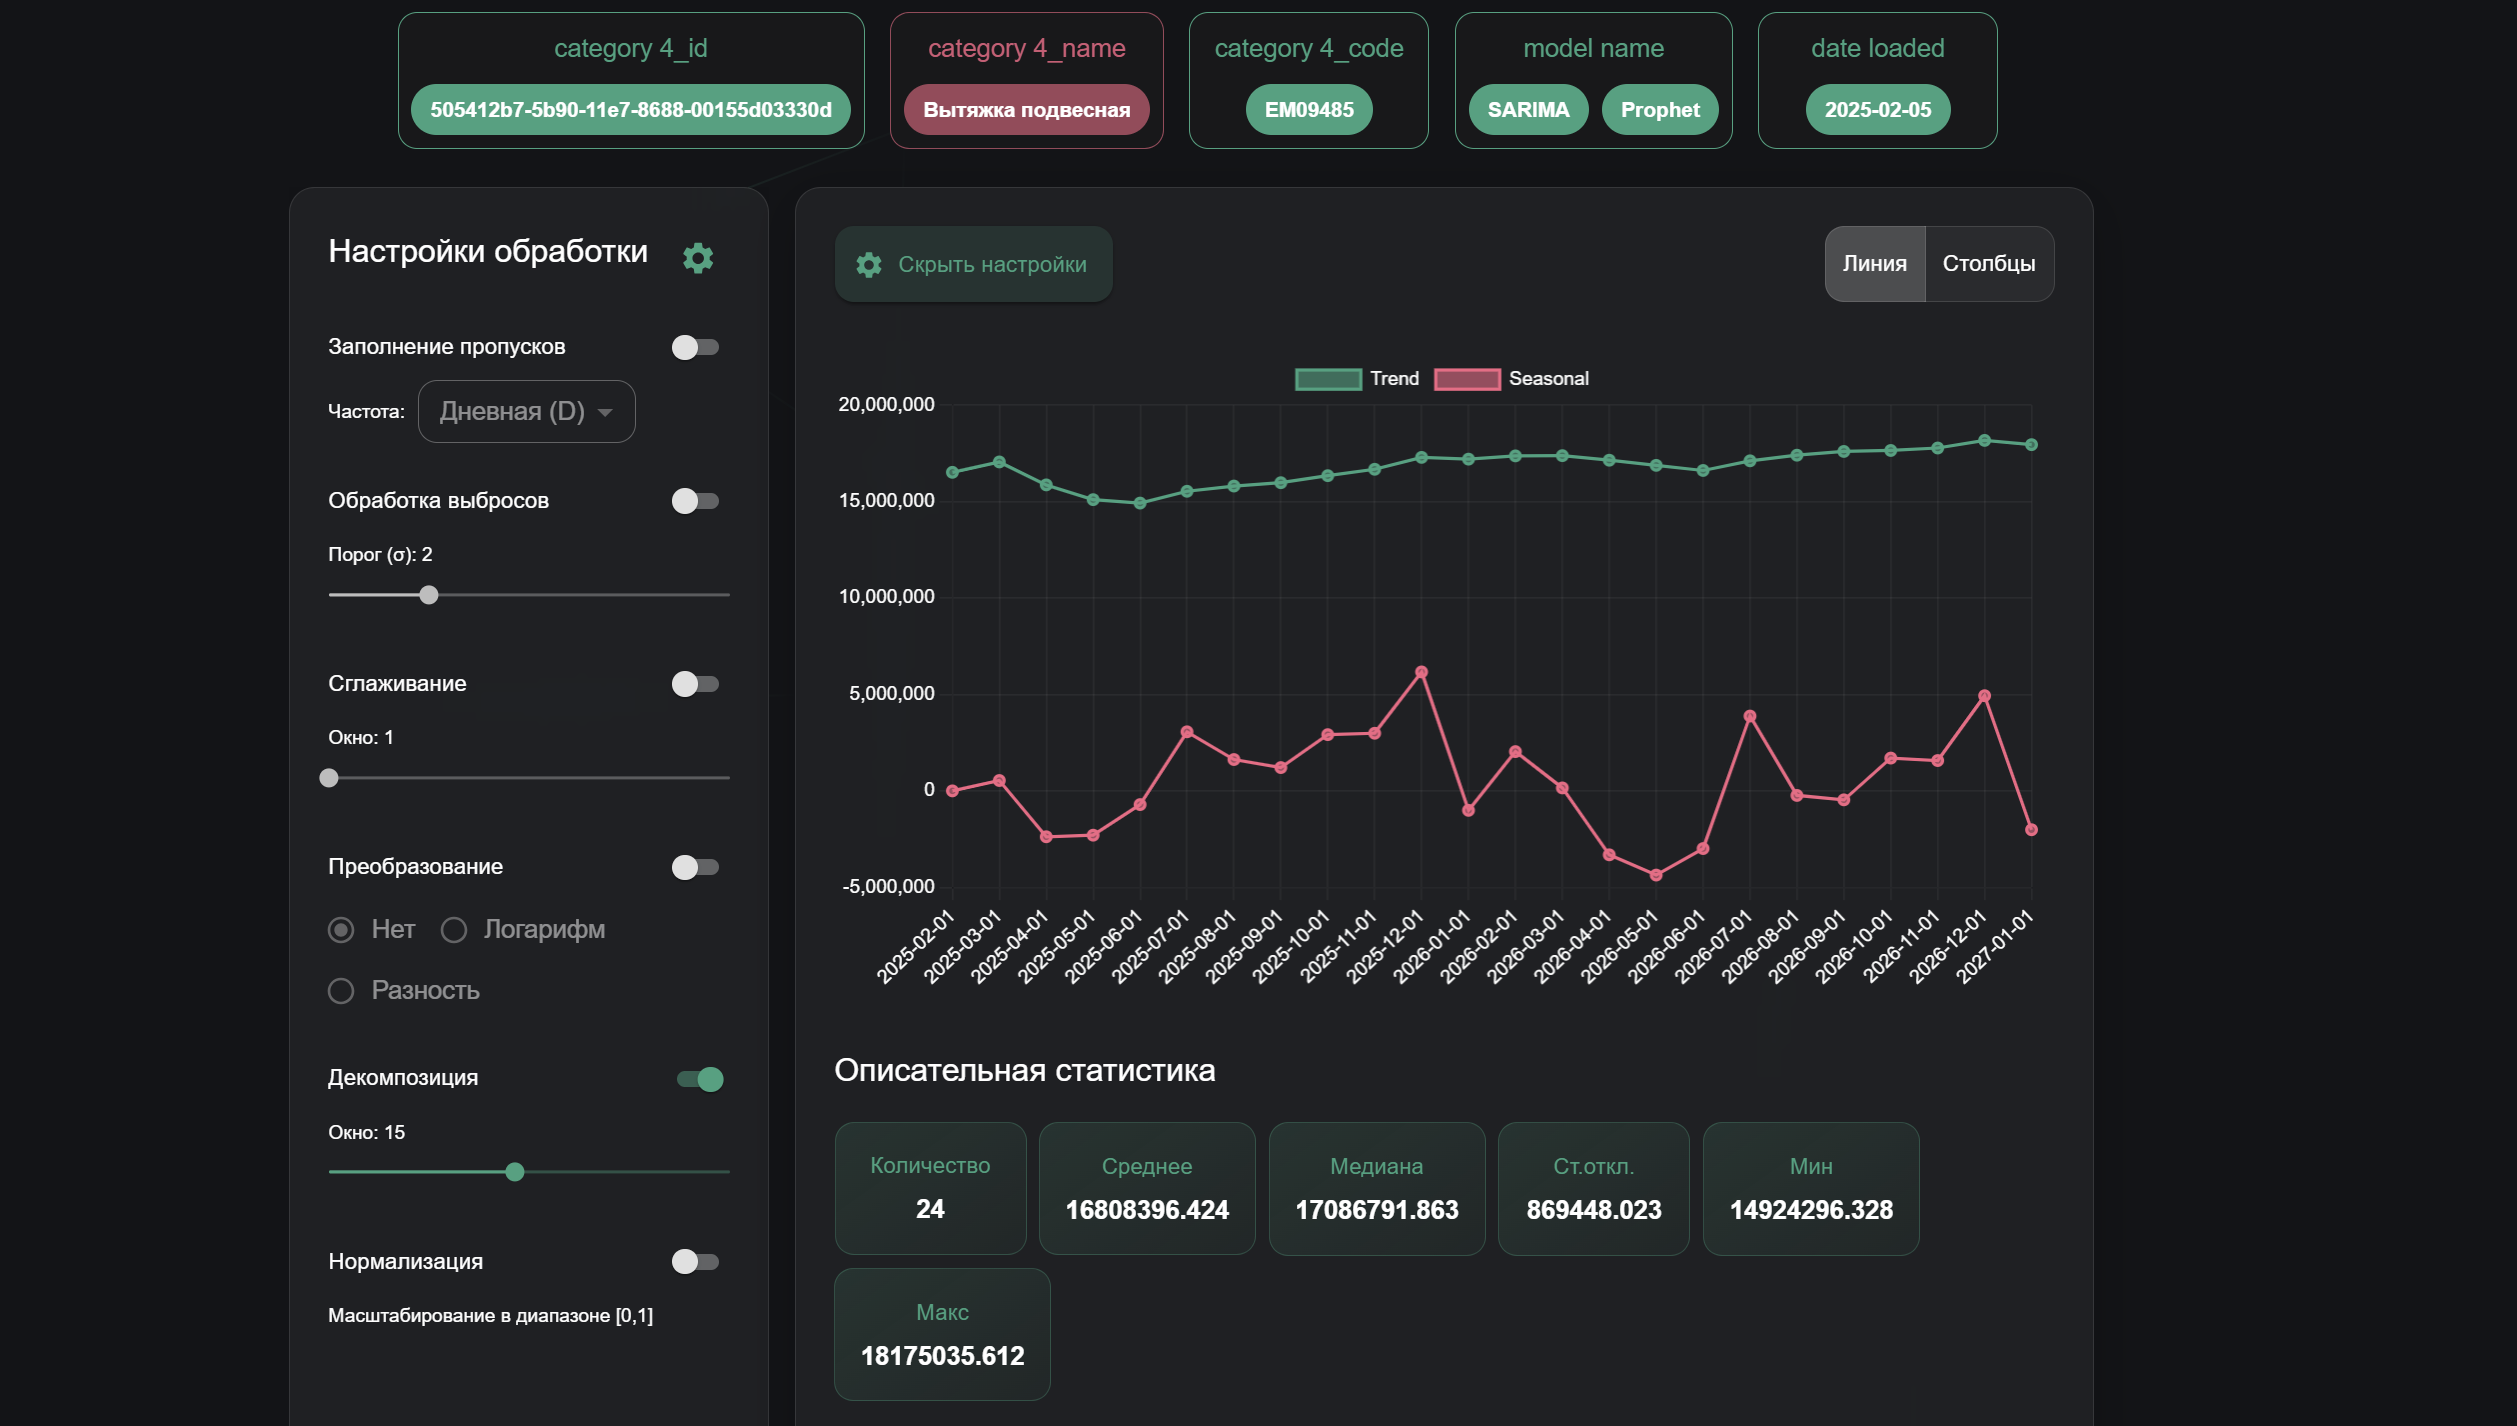 category 4_id
505412b7-5b90-11e7-8688-00155d03330d
category 4_name
Вытяжка подвесная
category 4_code
EM09485
model name
SARIMA Prophet
date loaded
2025-02-05
Настройки обработки
Заполнение пропусков
Частота: Дневная (D)
Обработка выбросов
Порог (σ): 2
Сглаживание
Окно: 1
Преобразование
Нет Логарифм
Разность
Декомпозиция
Окно: 15
Нормализация
Масштабирование в диапазоне [0,1]
Скрыть настройки
Линия Столбцы
Trend Seasonal
20,000,000
15,000,000
10,000,000
5,000,000
0
-5,000,000
2025-02-01
2025-03-01
2025-04-01
2025-05-01
2025-06-01
2025-07-01
2025-08-01
2025-09-01
2025-10-01
2025-11-01
2025-12-01
2026-01-01
2026-02-01
2026-03-01
2026-04-01
2026-05-01
2026-06-01
2026-07-01
2026-08-01
2026-09-01
2026-10-01
2026-11-01
2026-12-01
2027-01-01
Описательная статистика
Количество
24
Среднее
16808396.424
Медиана
17086791.863
Ст.откл.
869448.023
Мин
14924296.328
Макс
18175035.612